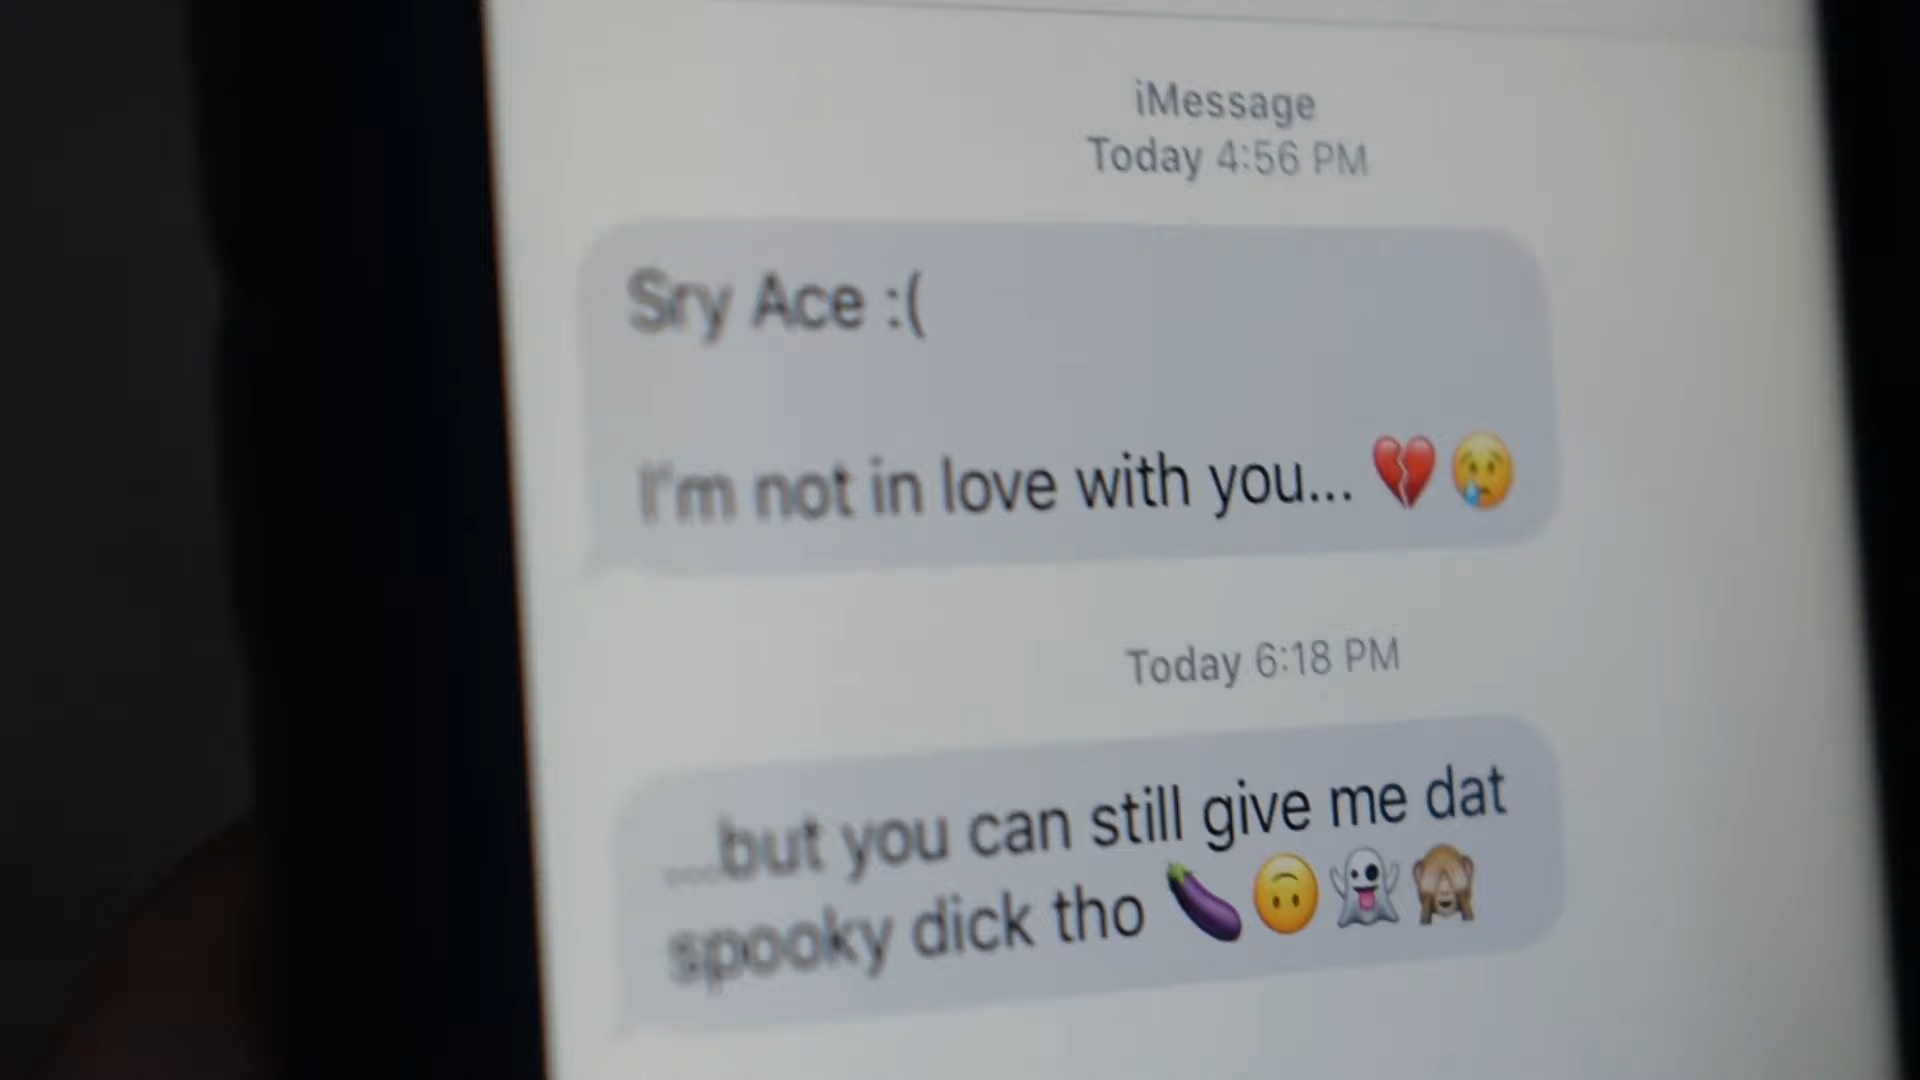 iMessage
Today 4:56 PM
Sry Ace :(
I'm not in love with you... 💔😢
Today 6:18 PM
...but you can still give me dat
spooky dick tho 🍆🙃👻🙈